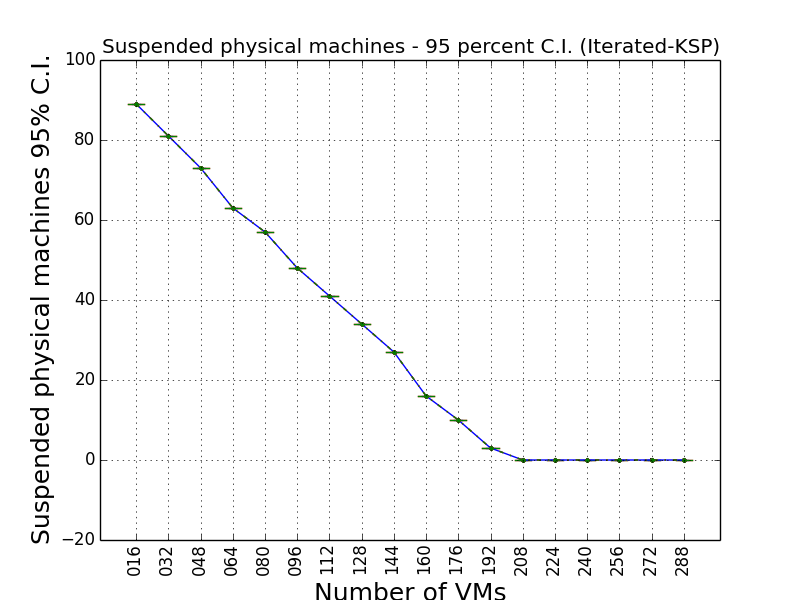 Suspended physical machines - 95 percent C.I. (Iterated-KSP)
Suspended physical machines 95% C.I.
100
80
60
40
20
0
−20
016 032 048 064 080 096 112 128 144 160 176 192 208 224 240 256 272 288
Number of VMs